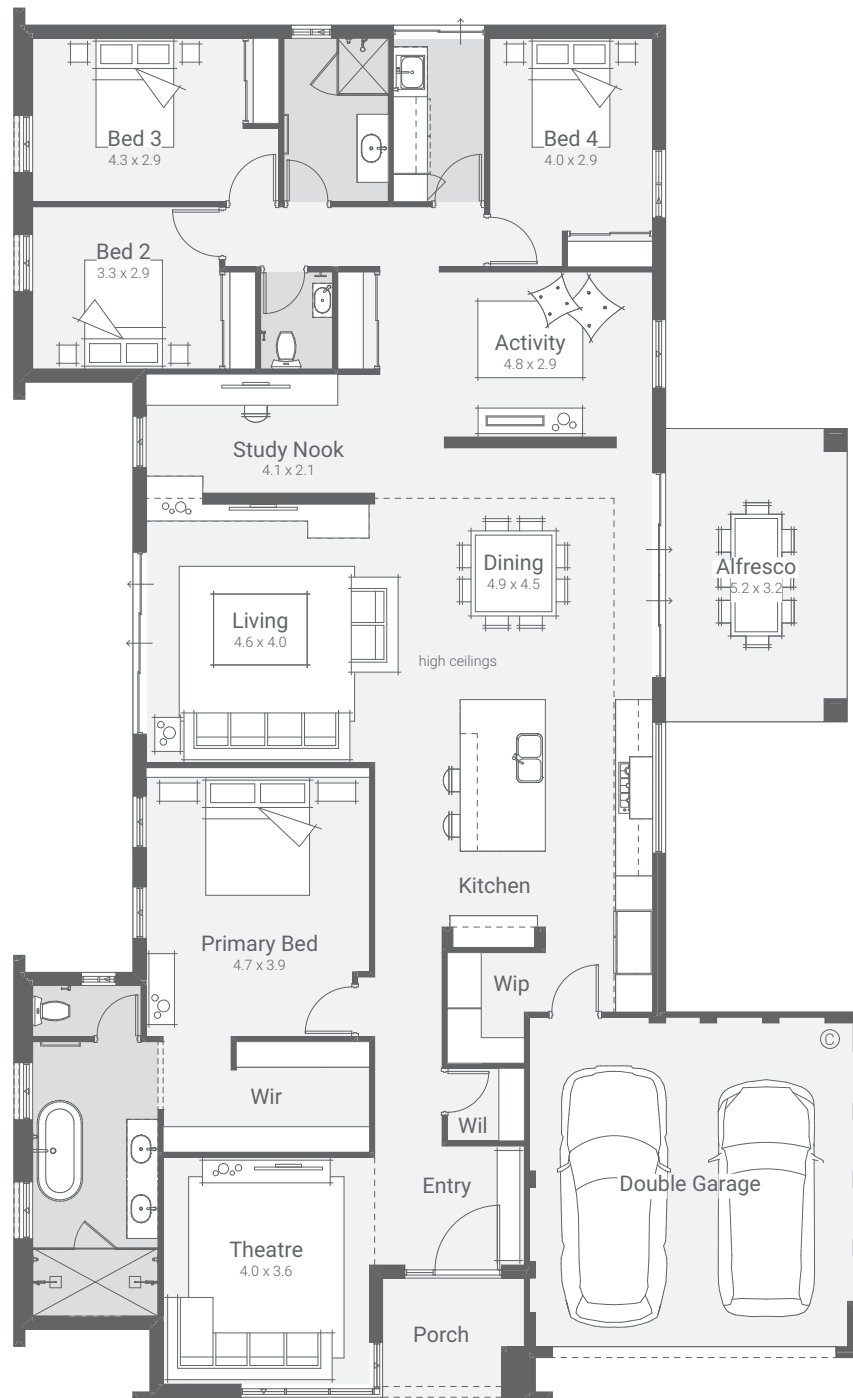 Bed 3
4.3 x 2.9
Bed 4
4.0 x 2.9
Bed 2
3.3 x 2.9
Activity
4.8 x 2.9
Study Nook
4.1 x 2.1
Dining
4.9 x 4.5
Alfresco
5.2 x 3.2
Living
4.6 x 4.0
high ceilings
Kitchen
Primary Bed
4.7 x 3.9
Wip
©
Wir
Wil
Entry
Double Garage
Theatre
4.0 x 3.6
Porch